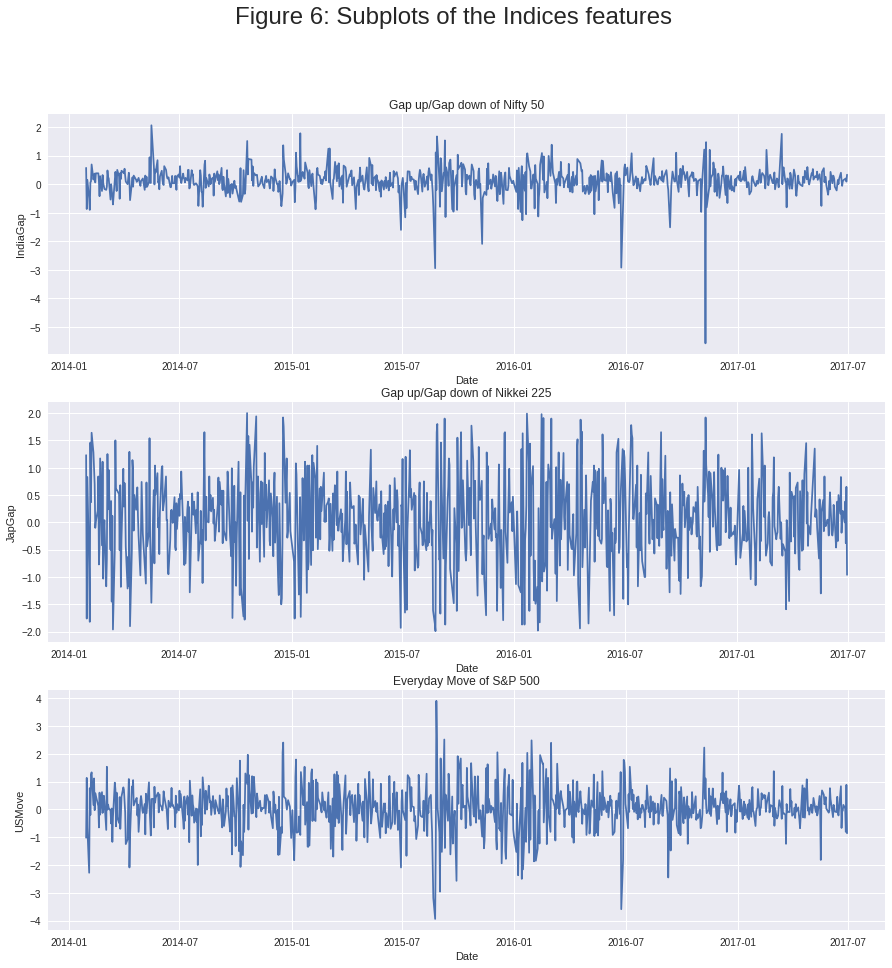 Figure 6: Subplots of the Indices features
Gap up/Gap down of Nifty 50
2
1
0
−1
−2
−3
−4
−5
IndiaGap
2014-01 2014-07 2015-01 2015-07 2016-01 2016-07 2017-01 2017-07
Date
Gap up/Gap down of Nikkei 225
2.0
1.5
1.0
0.5
0.0
−0.5
−1.0
−1.5
−2.0
JapGap
2014-01 2014-07 2015-01 2015-07 2016-01 2016-07 2017-01 2017-07
Date
Everyday Move of S&P 500
4
3
2
1
0
−1
−2
−3
−4
USMove
2014-01 2014-07 2015-01 2015-07 2016-01 2016-07 2017-01 2017-07
Date